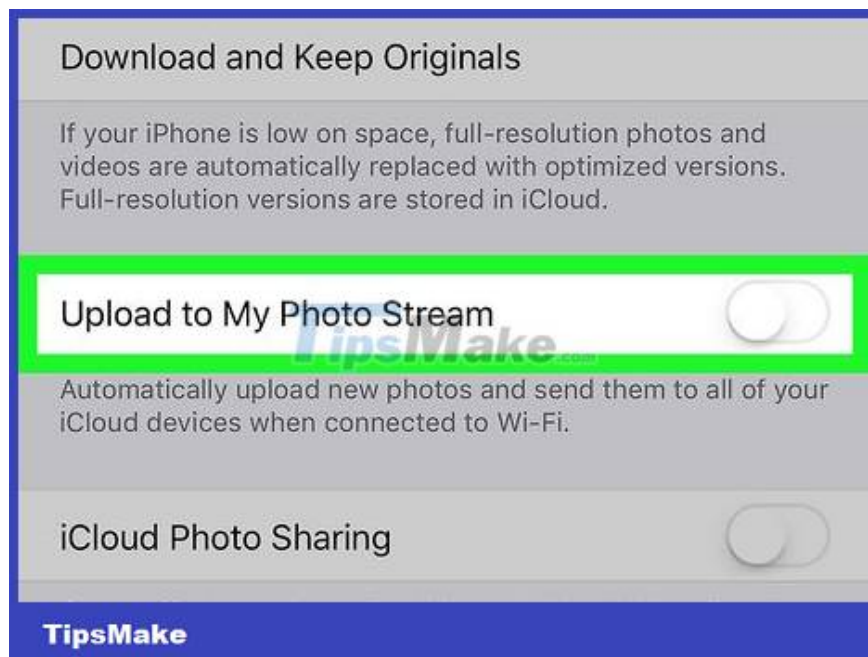 Download and Keep Originals
If your iPhone is low on space, full-resolution photos and
videos are automatically replaced with optimized versions.
Full-resolution versions are stored in iCloud.
Upload to My Photo Stream
TipsMake.com
Automatically upload new photos and send them to all of your
iCloud devices when connected to Wi-Fi.
iCloud Photo Sharing
TipsMake